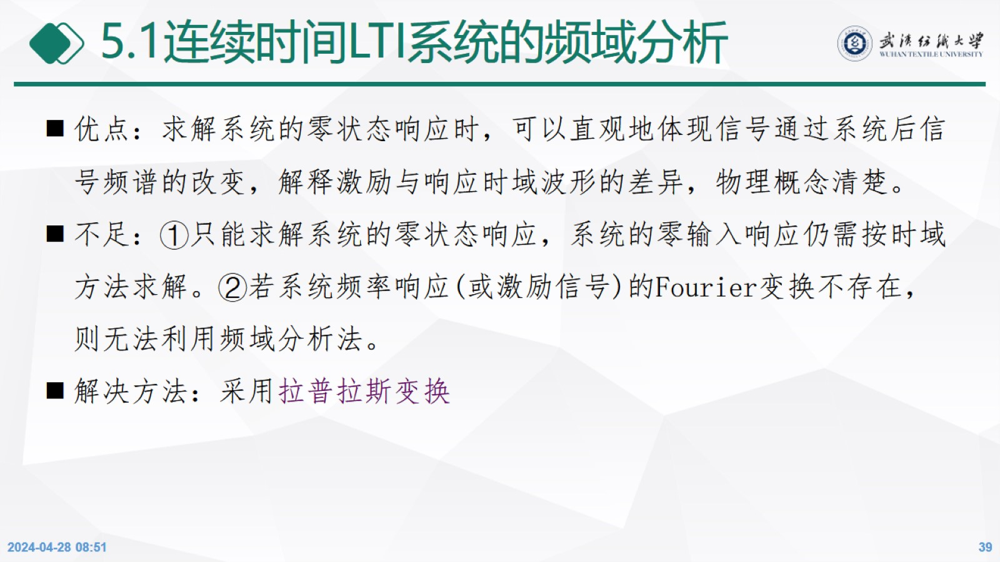 5.1连续时间LTI系统的频域分析
武汉纺织大学
WUHAN TEXTILE UNIVERSITY
■ 优点：求解系统的零状态响应时，可以直观地体现信号通过系统后信
号频谱的改变，解释激励与响应时域波形的差异，物理概念清楚。
■ 不足：①只能求解系统的零状态响应，系统的零输入响应仍需按时域
方法求解。②若系统频率响应(或激励信号)的Fourier变换不存在，
则无法利用频域分析法。
■ 解决方法：采用拉普拉斯变换
2024-04-28 08:51
39